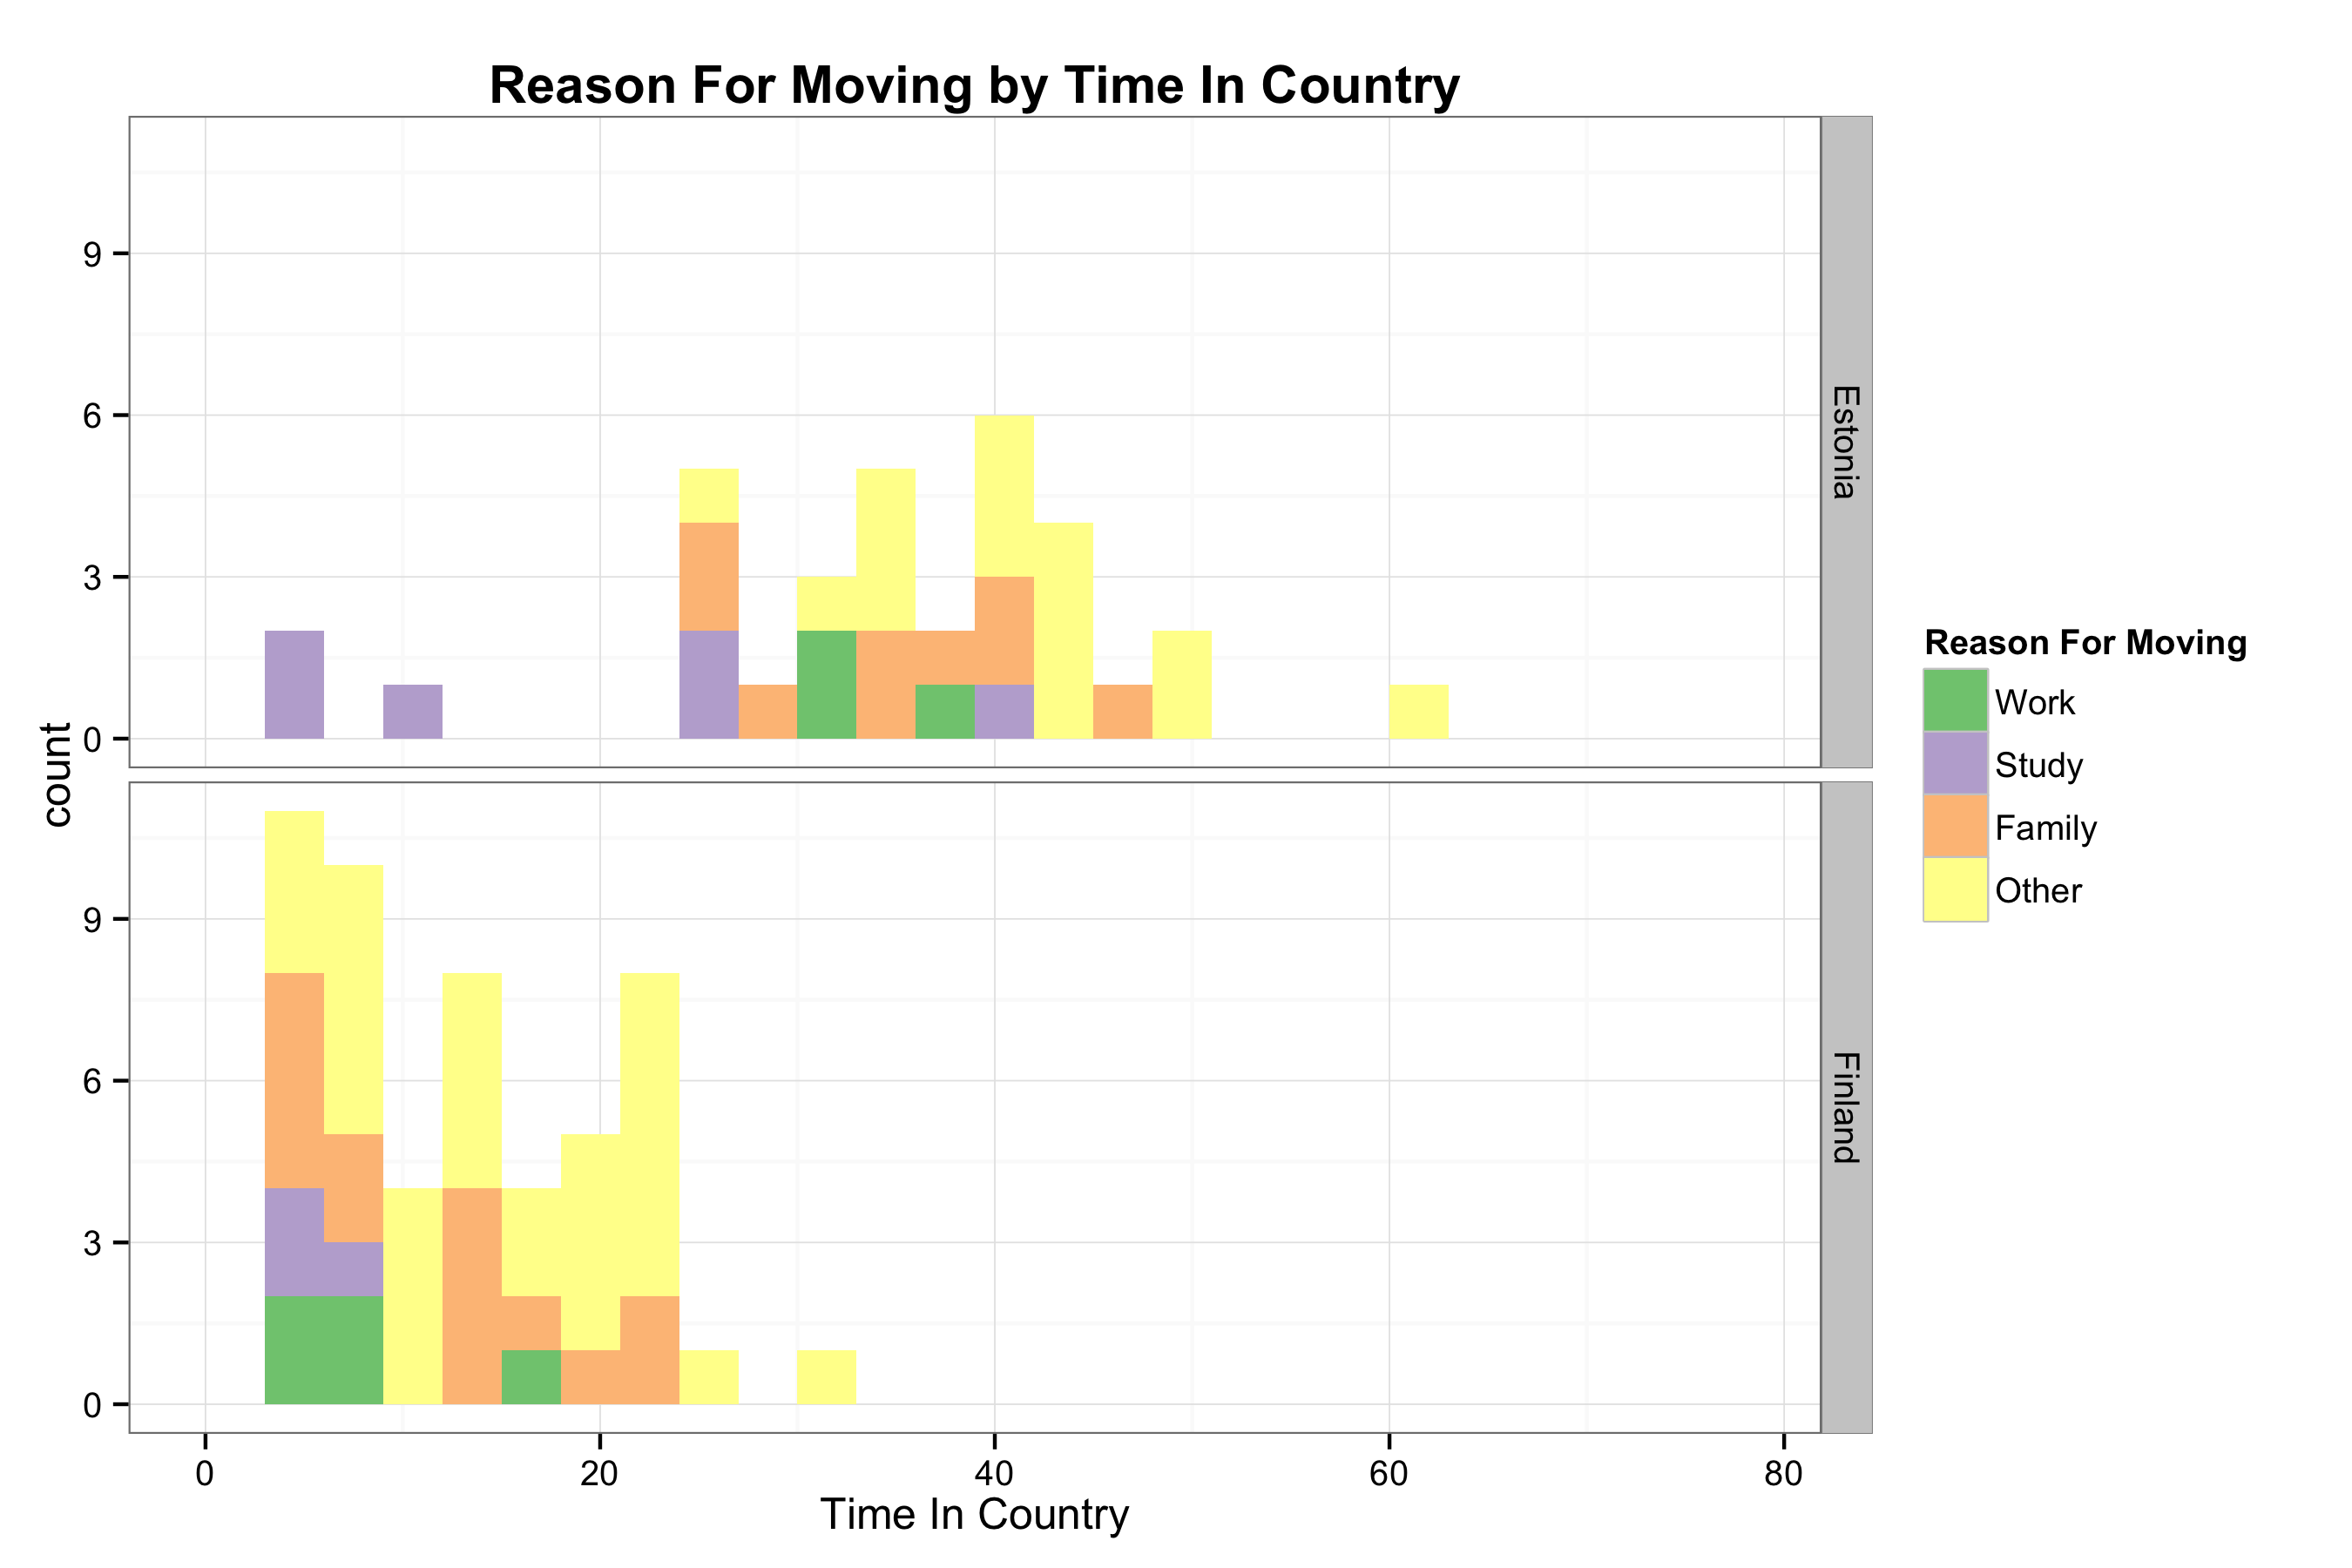 Reason For Moving by Time In Country
9
6
3
0
Estonia
count
9
6
3
0
Finland
0 20 40 60 80
Time In Country
Reason For Moving
Work
Study
Family
Other